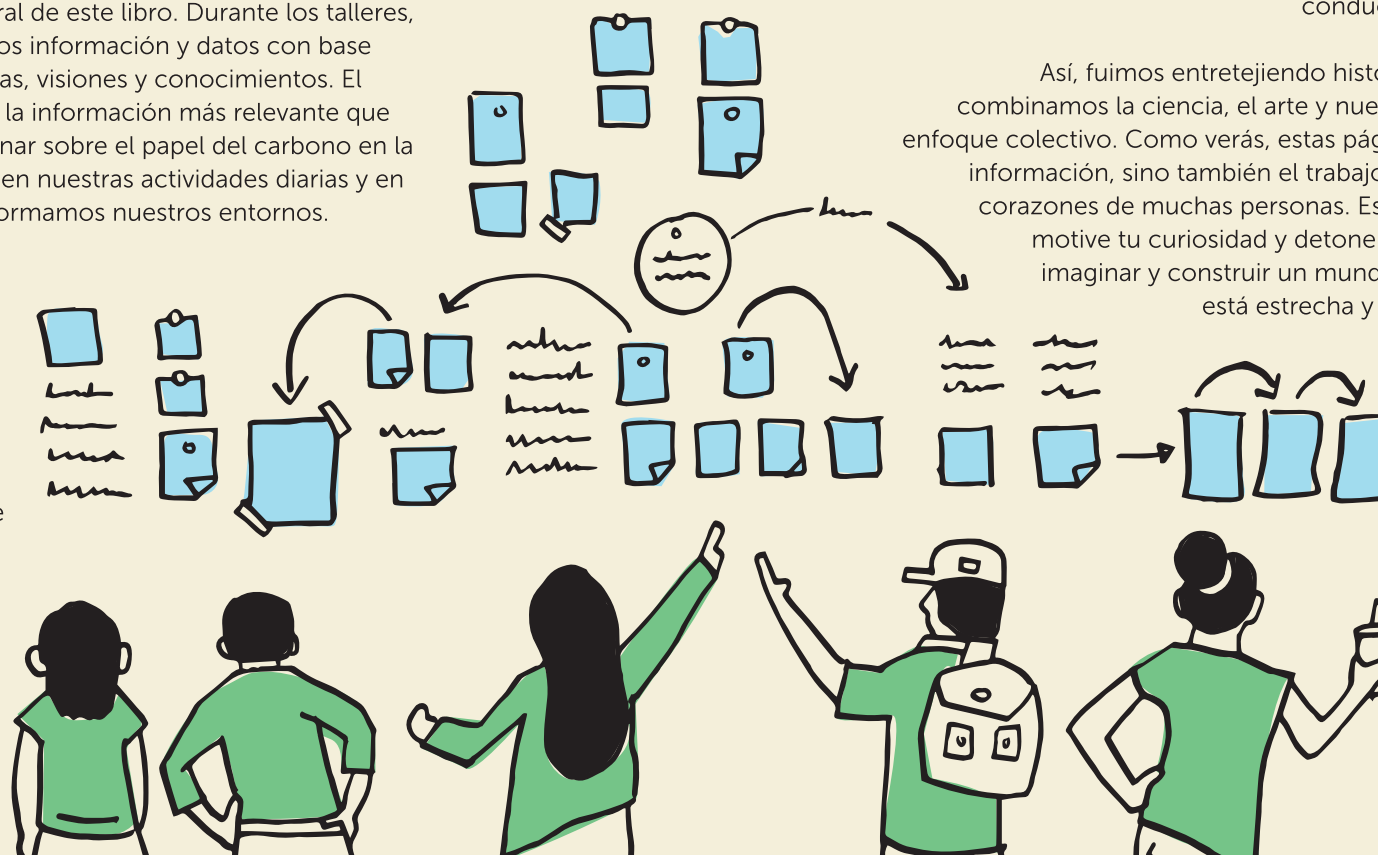 ral de este libro. Durante los talleres,
os información y datos con base
as, visiones y conocimientos. El
la información más relevante que
nar sobre el papel del carbono en la
en nuestras actividades diarias y en
ormamos nuestros entornos.
e
conduc
Así, fuimos entretejiendo histo
combinamos la ciencia, el arte y nue
enfoque colectivo. Como verás, estas pág
información, sino también el trabajo
corazones de muchas personas. Es
motive tu curiosidad y detone
imaginar y construir un mund
está estrecha y